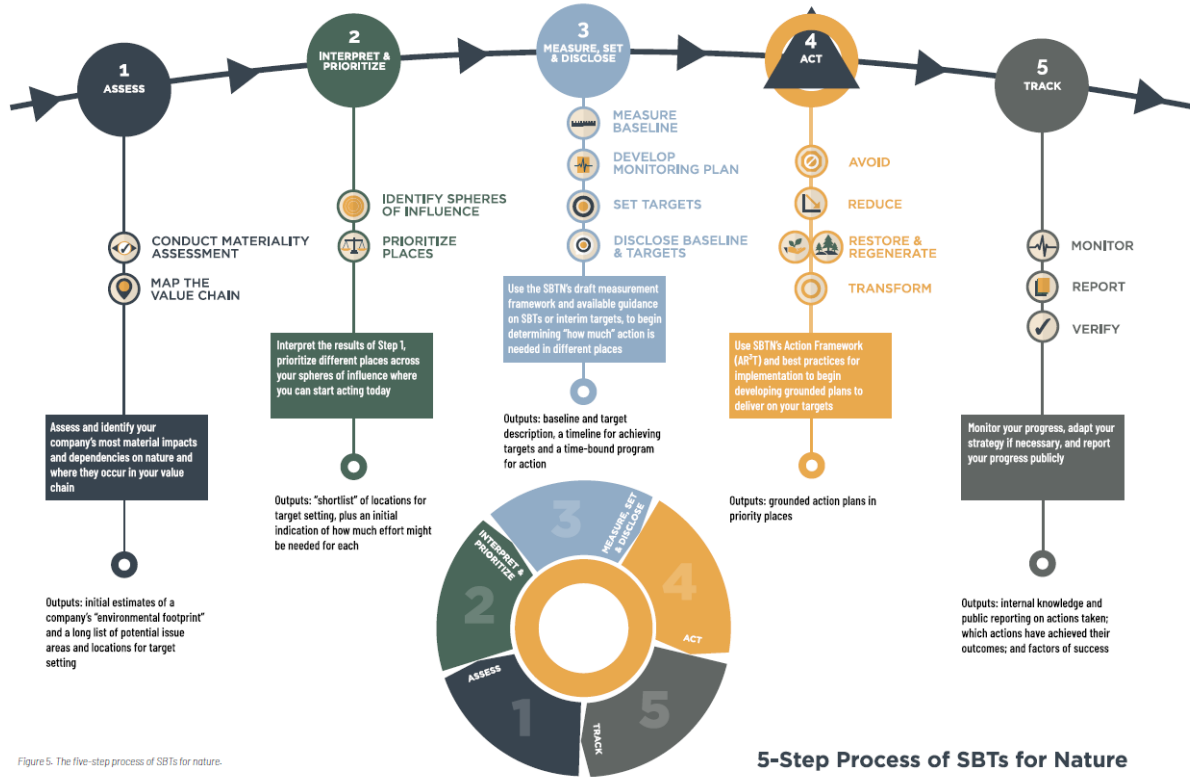 1
ASSESS
CONDUCT MATERIALITY
ASSESSMENT
MAP THE
VALUE CHAIN
Assess and identify your
company's most material impacts
and dependencies on nature and
where they occur in your value
chain
Outputs: initial estimates of a
company's "environmental footprint"
and a long list of potential issue
areas and locations for target
setting
2
INTERPRET &
PRIORITIZE
IDENTIFY SPHERES
OF INFLUENCE
PRIORITIZE
PLACES
Interpret the results of Step 1,
prioritize different places across
your spheres of influence where
you can start acting today
Outputs: "shortlist" of locations for
target setting, plus an initial
indication of how much effort might
be needed for each
3
MEASURE, SET
& DISCLOSE
MEASURE
BASELINE
DEVELOP
MONITORING PLAN
SET TARGETS
DISCLOSE BASELINE
& TARGETS
Use the SBTN's draft measurement
framework and available guidance
on SBTs or interim targets, to begin
determining "how much" action is
needed in different places
Outputs: baseline and target
description, a timeline for achieving
targets and a time-bound program
for action
4
ACT
AVOID
REDUCE
RESTORE &
REGENERATE
TRANSFORM
Use SBTN's Action Framework
(AR³T) and best practices for
implementation to begin
developing grounded plans to
deliver on your targets
Outputs: grounded action plans in
priority places
5
TRACK
MONITOR
REPORT
VERIFY
Monitor your progress, adapt your
strategy if necessary, and report
your progress publicly
Outputs: internal knowledge and
public reporting on actions taken;
which actions have achieved their
outcomes; and factors of success
1
ASSESS
2
INTERPRET &
PRIORITIZE
3
MEASURE, SET
& DISCLOSE
4
ACT
5
TRACK
Figure 5. The five-step process of SBTs for nature.
5-Step Process of SBTs for Nature